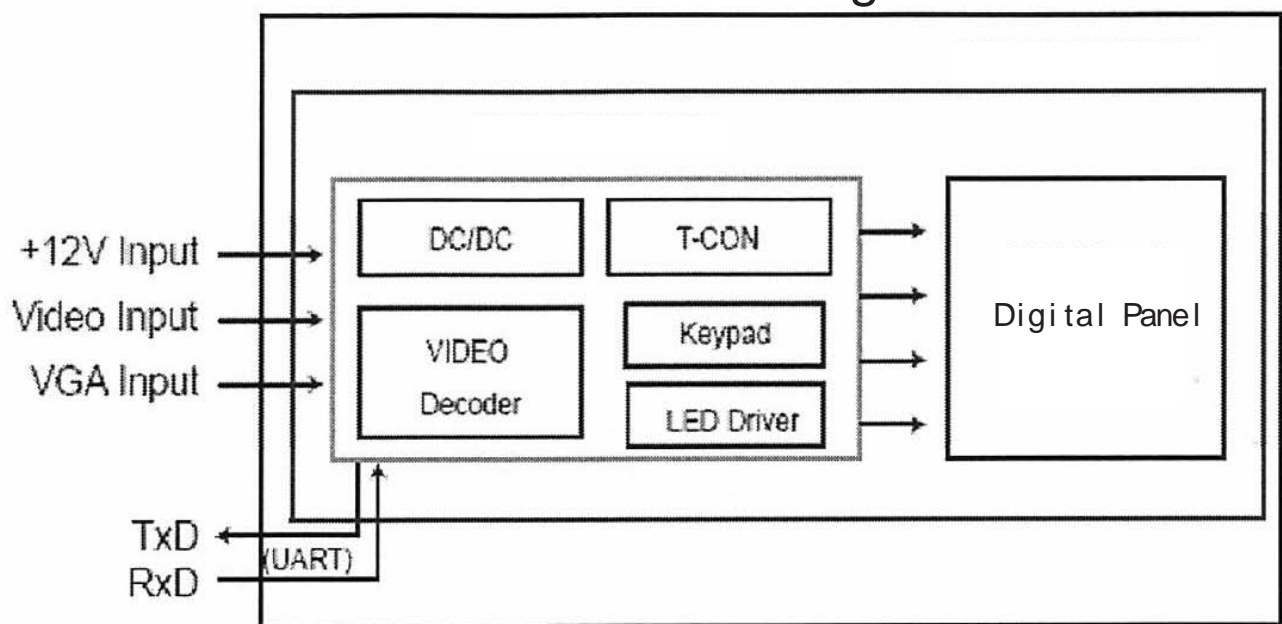 +12V Input
Video Input
VGA Input
DC/DC
T-CON
VIDEO
Decoder
Keypad
LED Driver
Digital Panel
TxD
(UART)
RxD